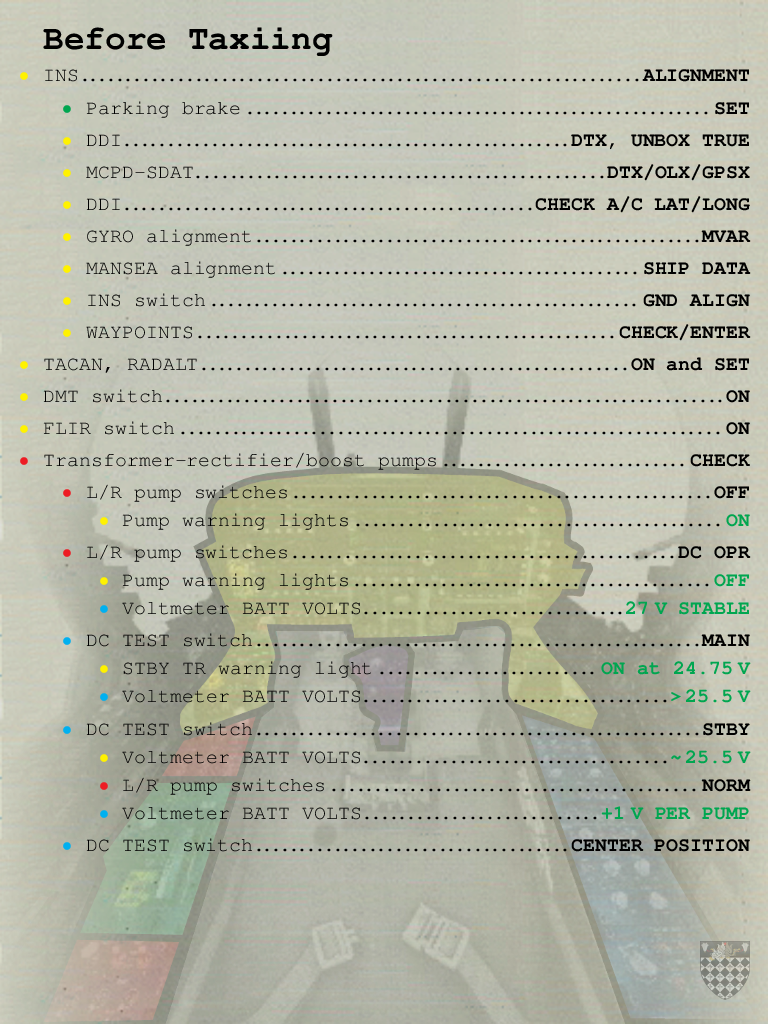 Before Taxiing
INS...............................................................ALIGNMENT
Parking brake....................................................SET
DDI..................................................DTX, UNBOX TRUE
MCPD-SDAT..............................................DTX/OLX/GPSX
DDI..............................................CHECK A/C LAT/LONG
GYRO alignment..................................................MVAR
MANSEA alignment........................................SHIP DATA
INS switch................................................GND ALIGN
WAYPOINTS...............................................CHECK/ENTER
TACAN, RADALT................................................ON and SET
DMT switch...............................................................ON
FLIR switch.............................................................ON
Transformer-rectifier/boost pumps...........................CHECK
L/R pump switches...............................................OFF
Pump warning lights.........................................ON
L/R pump switches............................................DC OPR
Pump warning lights........................................OFF
Voltmeter BATT VOLTS.............................27 V STABLE
DC TEST switch..................................................MAIN
STBY TR warning light........................ON at 24.75 V
Voltmeter BATT VOLTS..................................>25.5 V
DC TEST switch..................................................STBY
Voltmeter BATT VOLTS..................................~25.5 V
L/R pump switches.........................................NORM
Voltmeter BATT VOLTS..........................+1 V PER PUMP
DC TEST switch...................................CENTER POSITION